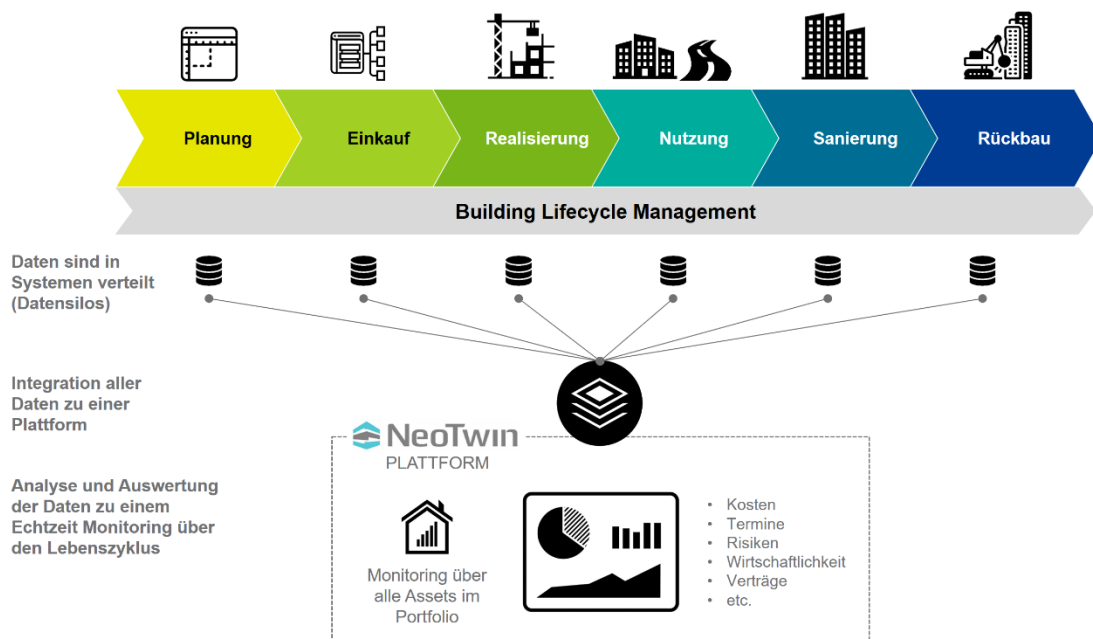 Planung
Einkauf
Realisierung
Nutzung
Sanierung
Rückbau
Building Lifecycle Management
Daten sind in
Systemen verteilt
(Datensilos)
Integration aller
Daten zu einer
Plattform
NeoTwin
PLATTFORM
Analyse und Auswertung
der Daten zu einem
Echtzeit Monitoring über
den Lebenszyklus
Monitoring über
alle Assets im
Portfolio
• Kosten
• Termine
• Risiken
• Wirtschaftlichkeit
• Verträge
• etc.